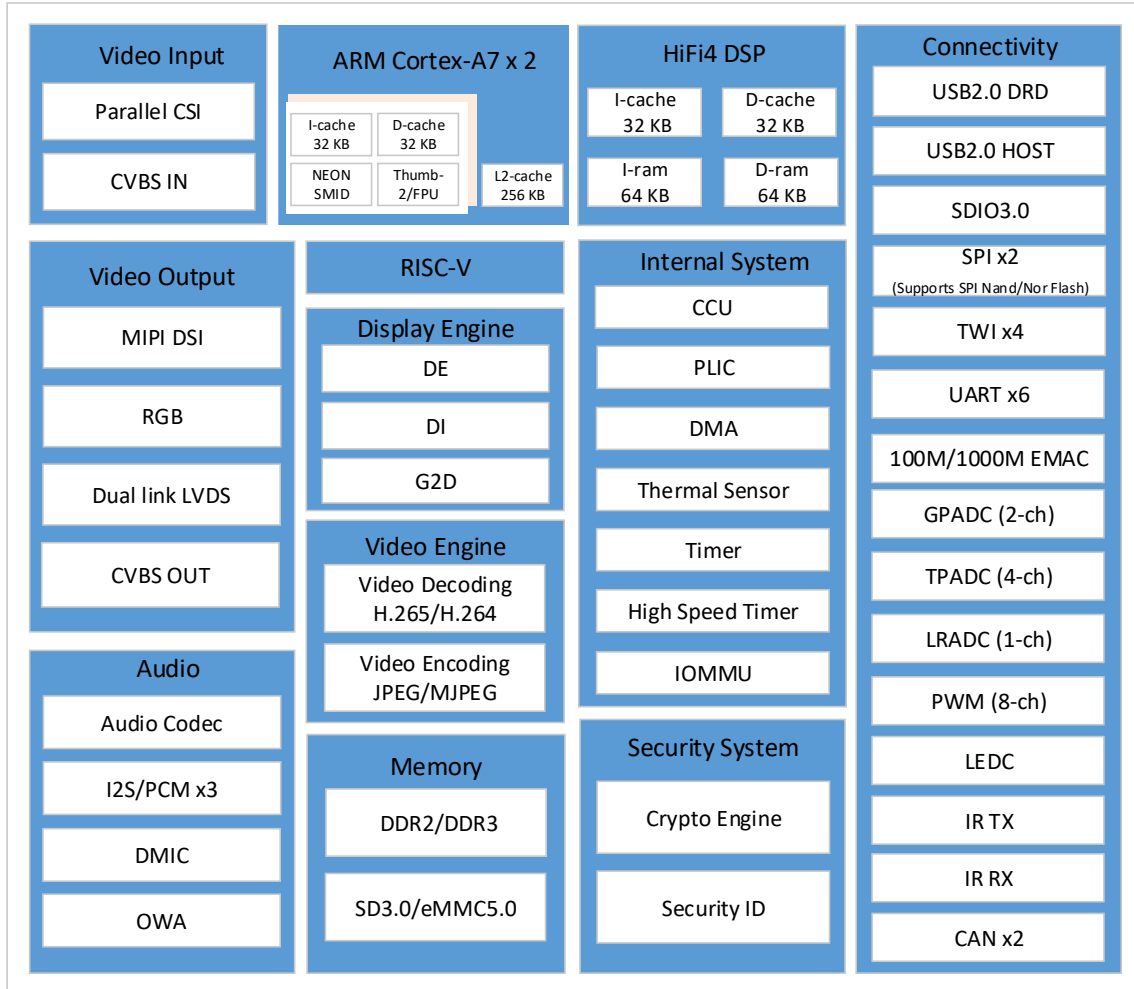 Video Input
Parallel CSI
CVBS IN
ARM Cortex-A7 x 2
I-cache
32 KB
D-cache
32 KB
NEON
SMID
Thumb-
2/FPU
L2-cache
256 KB
HiFi4 DSP
I-cache
32 KB
D-cache
32 KB
I-ram
64 KB
D-ram
64 KB
Connectivity
USB2.0 DRD
USB2.0 HOST
SDIO3.0
SPI x2
(Supports SPI Nand/Nor Flash)
TWI x4
UART x6
100M/1000M EMAC
GPADC (2-ch)
TPADC (4-ch)
LRADC (1-ch)
PWM (8-ch)
LEDC
IR TX
IR RX
CAN x2
Video Output
MIPI DSI
RGB
Dual link LVDS
CVBS OUT
RISC-V
Display Engine
DE
DI
G2D
Video Engine
Video Decoding
H.265/H.264
Video Encoding
JPEG/MJPEG
Internal System
CCU
PLIC
DMA
Thermal Sensor
Timer
High Speed Timer
IOMMU
Audio
Audio Codec
I2S/PCM x3
DMIC
OWA
Memory
DDR2/DDR3
SD3.0/eMMC5.0
Security System
Crypto Engine
Security ID